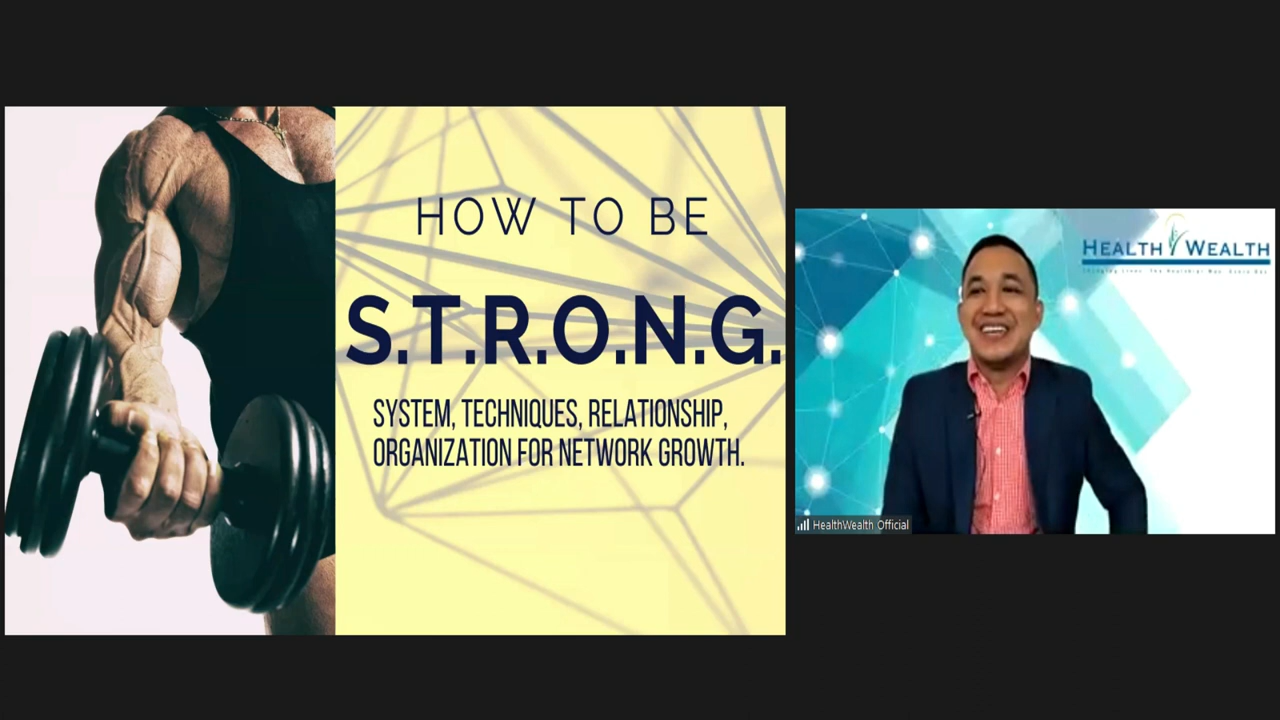 HOW TO BE
S.T.R.O.N.G.
SYSTEM, TECHNIQUES, RELATIONSHIP,
ORGANIZATION FOR NETWORK GROWTH.
HEALTH WEALTH
HealthWealth Official